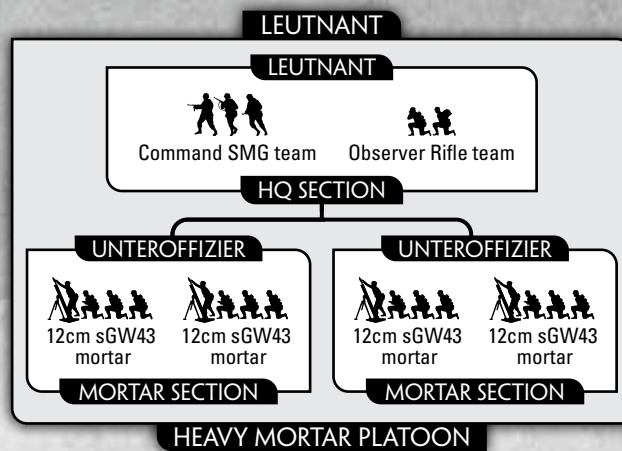 LEUTNANT
LEUTNANT
Command SMG team
Observer Rifle team
HQ SECTION
UNTEROFFIZIER
12cm sGW43
mortar
12cm sGW43
mortar
MORTAR SECTION
UNTEROFFIZIER
12cm sGW43
mortar
12cm sGW43
mortar
MORTAR SECTION
HEAVY MORTAR PLATOON